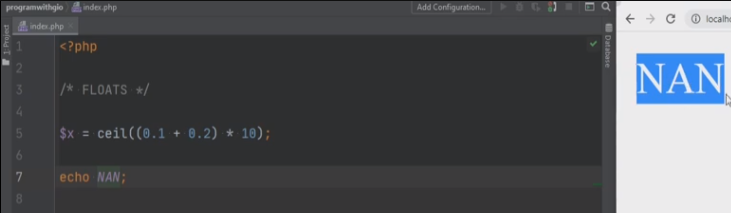 programwithgio index.php Add Configuration...
index.php
1 <?php
2
3 /* FLOATS */
4
5 $x = ceil((0.1 + 0.2) * 10);
6
7 echo NAN;
8
1: Project
Database
localho
NAN